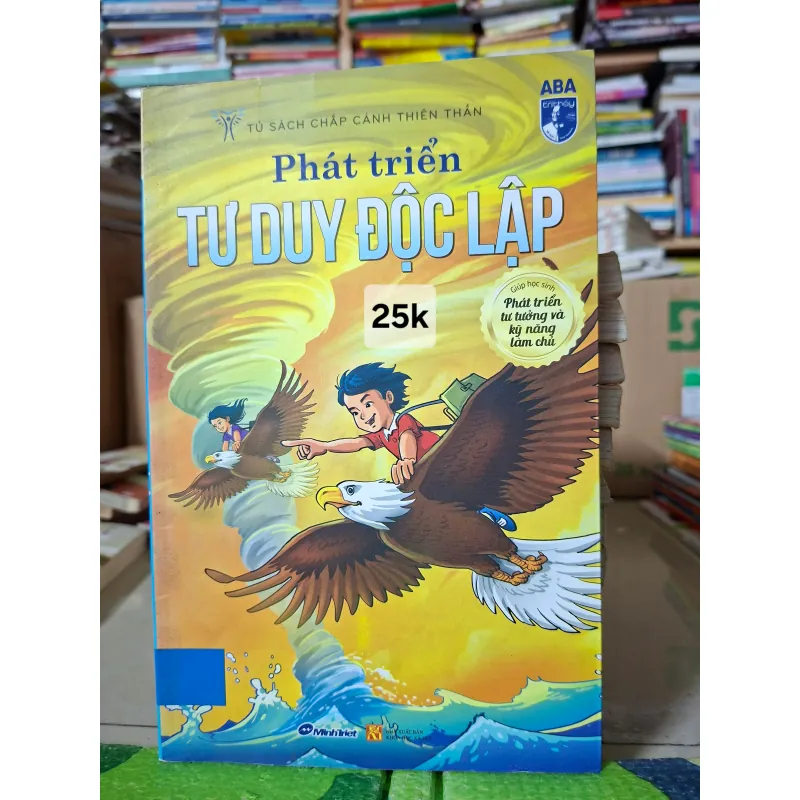 TỦ SÁCH CHẮP CÁNH THIÊN THẦN
ABA
Phát triển
TƯ DUY ĐỘC LẬP
25k
Giúp học sinh
Phát triển
tư tưởng và
kỹ năng
làm chủ
MinhTriet